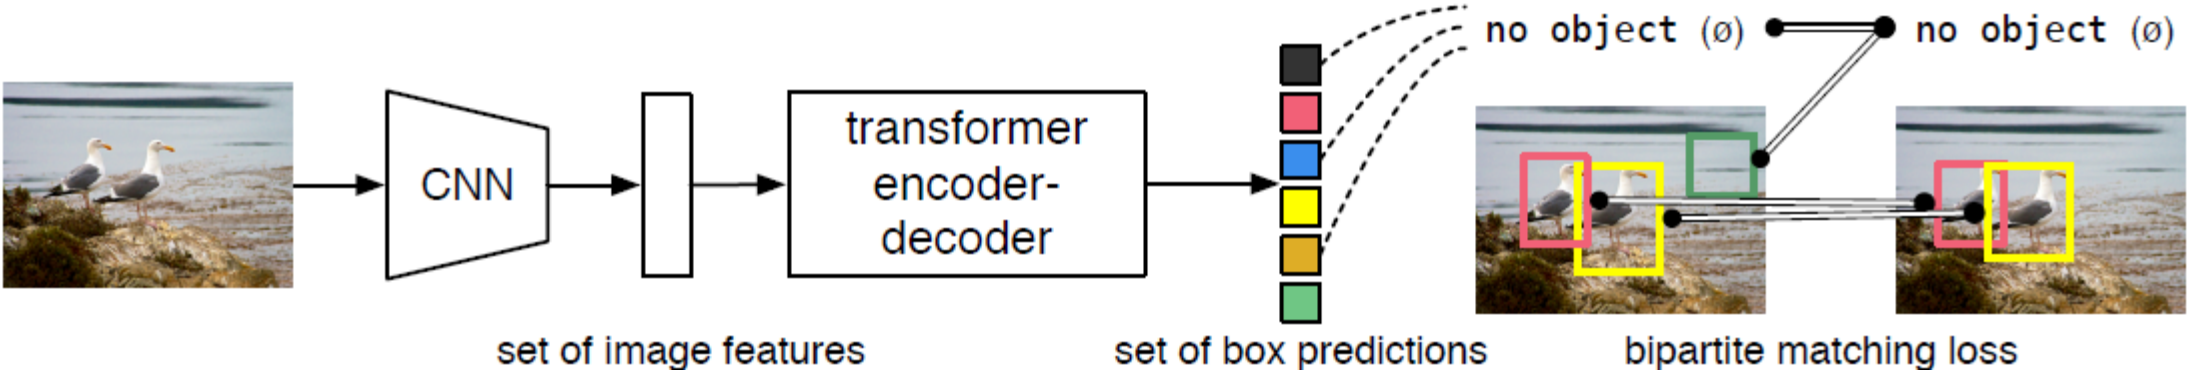 no object (ø) no object (ø)
CNN
transformer
encoder-
decoder
set of image features
set of box predictions
bipartite matching loss